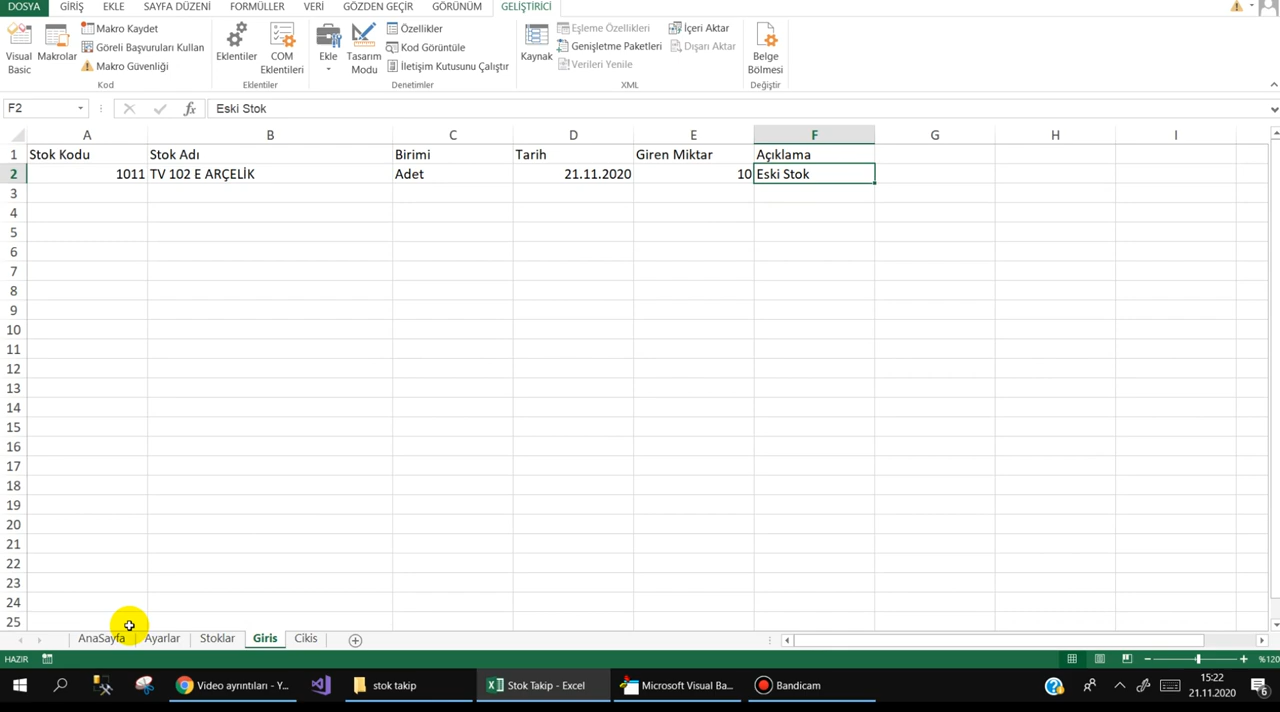 DOSYA GİRİŞ EKLE SAYFA DÜZENİ FORMÜLLER VERİ GÖZDEN GEÇİR GÖRÜNÜM GELİŞTİRİCİ
Visual Basic
Makrolar
Makro Kaydet
Göreli Başvuruları Kullan
Makro Güvenliği
Kod
Eklentiler
COM Eklentileri
Eklentiler
Ekle
Tasarım Modu
Özellikler
Kod Görüntüle
İletişim Kutusunu Çalıştır
Denetimler
Kaynak
Eşleme Özellikleri
Genişletme Paketleri
Verileri Yenile
İçeri Aktar
Dışarı Aktar
XML
Belge Bölmesi
Değiştir
F2 fx Eski Stok
A B C D E F G H I
1 Stok Kodu Stok Adı Birimi Tarih Giren Miktar Açıklama
2 1011 TV 102 E ARÇELİK Adet 21.11.2020 10 Eski Stok
3
4
5
6
7
8
9
10
11
12
13
14
15
16
17
18
19
20
21
22
23
24
25
AnaSayfa Ayarlar Stoklar Giris Cikis
HAZIR %120
Video ayrıntıları - Y... stok takip Stok Takip - Excel Microsoft Visual Ba... Bandicam 15:22
21.11.2020 6